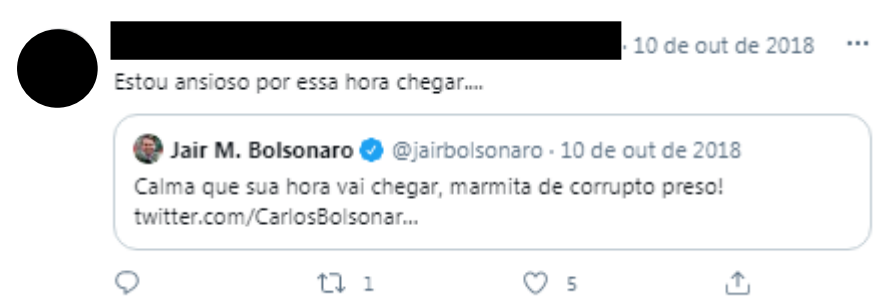 · 10 de out de 2018 ···
Estou ansioso por essa hora chegar....
Jair M. Bolsonaro @jairbolsonaro · 10 de out de 2018
Calma que sua hora vai chegar, marmita de corrupto preso!
twitter.com/CarlosBolsonar...
1 5